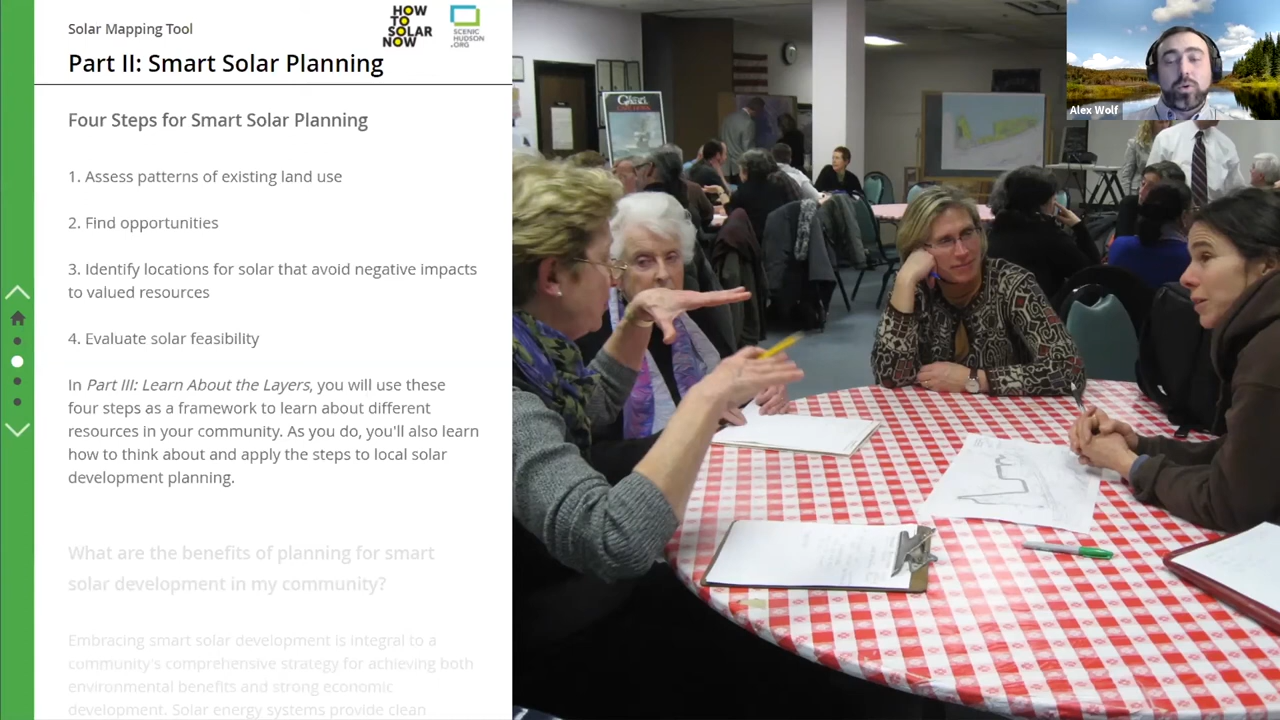 Solar Mapping Tool
HOW
TO
SOLAR
NOW
SCENIC
HUDSON
.ORG
Part II: Smart Solar Planning
Four Steps for Smart Solar Planning
1. Assess patterns of existing land use
2. Find opportunities
3. Identify locations for solar that avoid negative impacts
to valued resources
4. Evaluate solar feasibility
In Part III: Learn About the Layers, you will use these
four steps as a framework to learn about different
resources in your community. As you do, you'll also learn
how to think about and apply the steps to local solar
development planning.
What are the benefits of planning for smart
solar development in my community?
Embracing smart solar development is integral to a
community's comprehensive strategy for achieving both
environmental benefits and strong economic
development. Solar energy systems provide clean
Alex Wolf